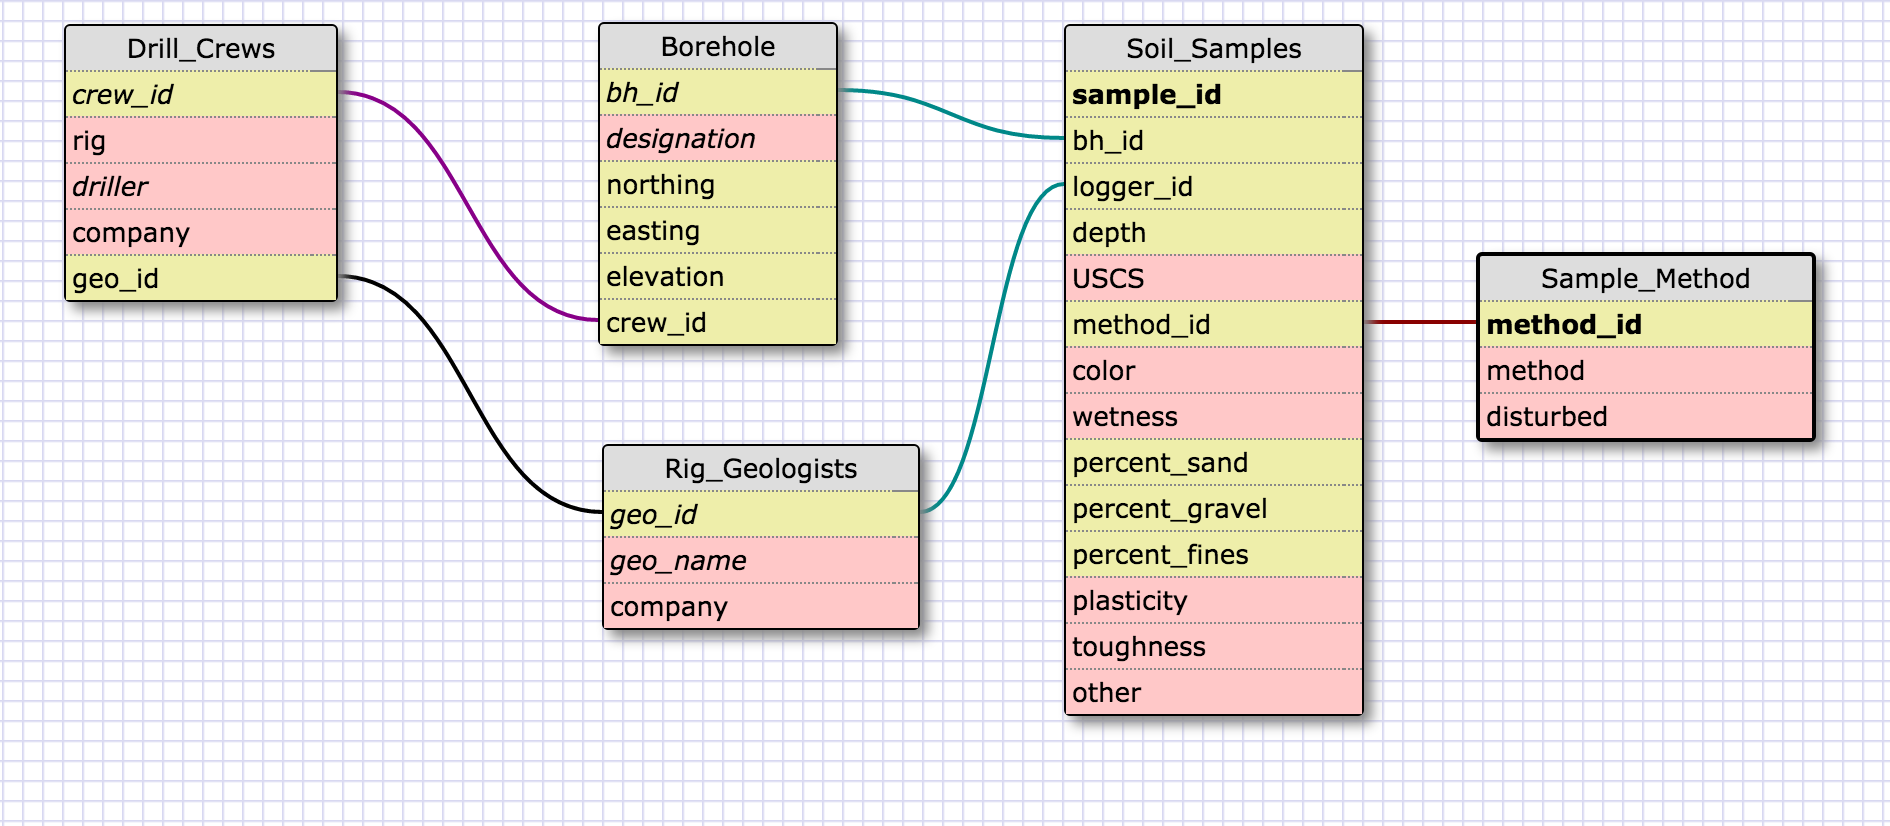 Drill_Crews
crew_id
rig
driller
company
geo_id
Borehole
bh_id
designation
northing
easting
elevation
crew_id
Rig_Geologists
geo_id
geo_name
company
Soil_Samples
sample_id
bh_id
logger_id
depth
USCS
method_id
color
wetness
percent_sand
percent_gravel
percent_fines
plasticity
toughness
other
Sample_Method
method_id
method
disturbed